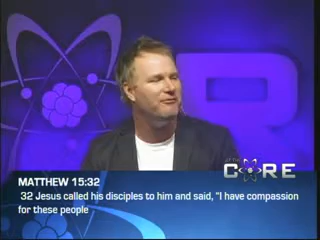 R
CORE
MATTHEW 15:32
32 Jesus called his disciples to him and said, "I have compassion
for these people